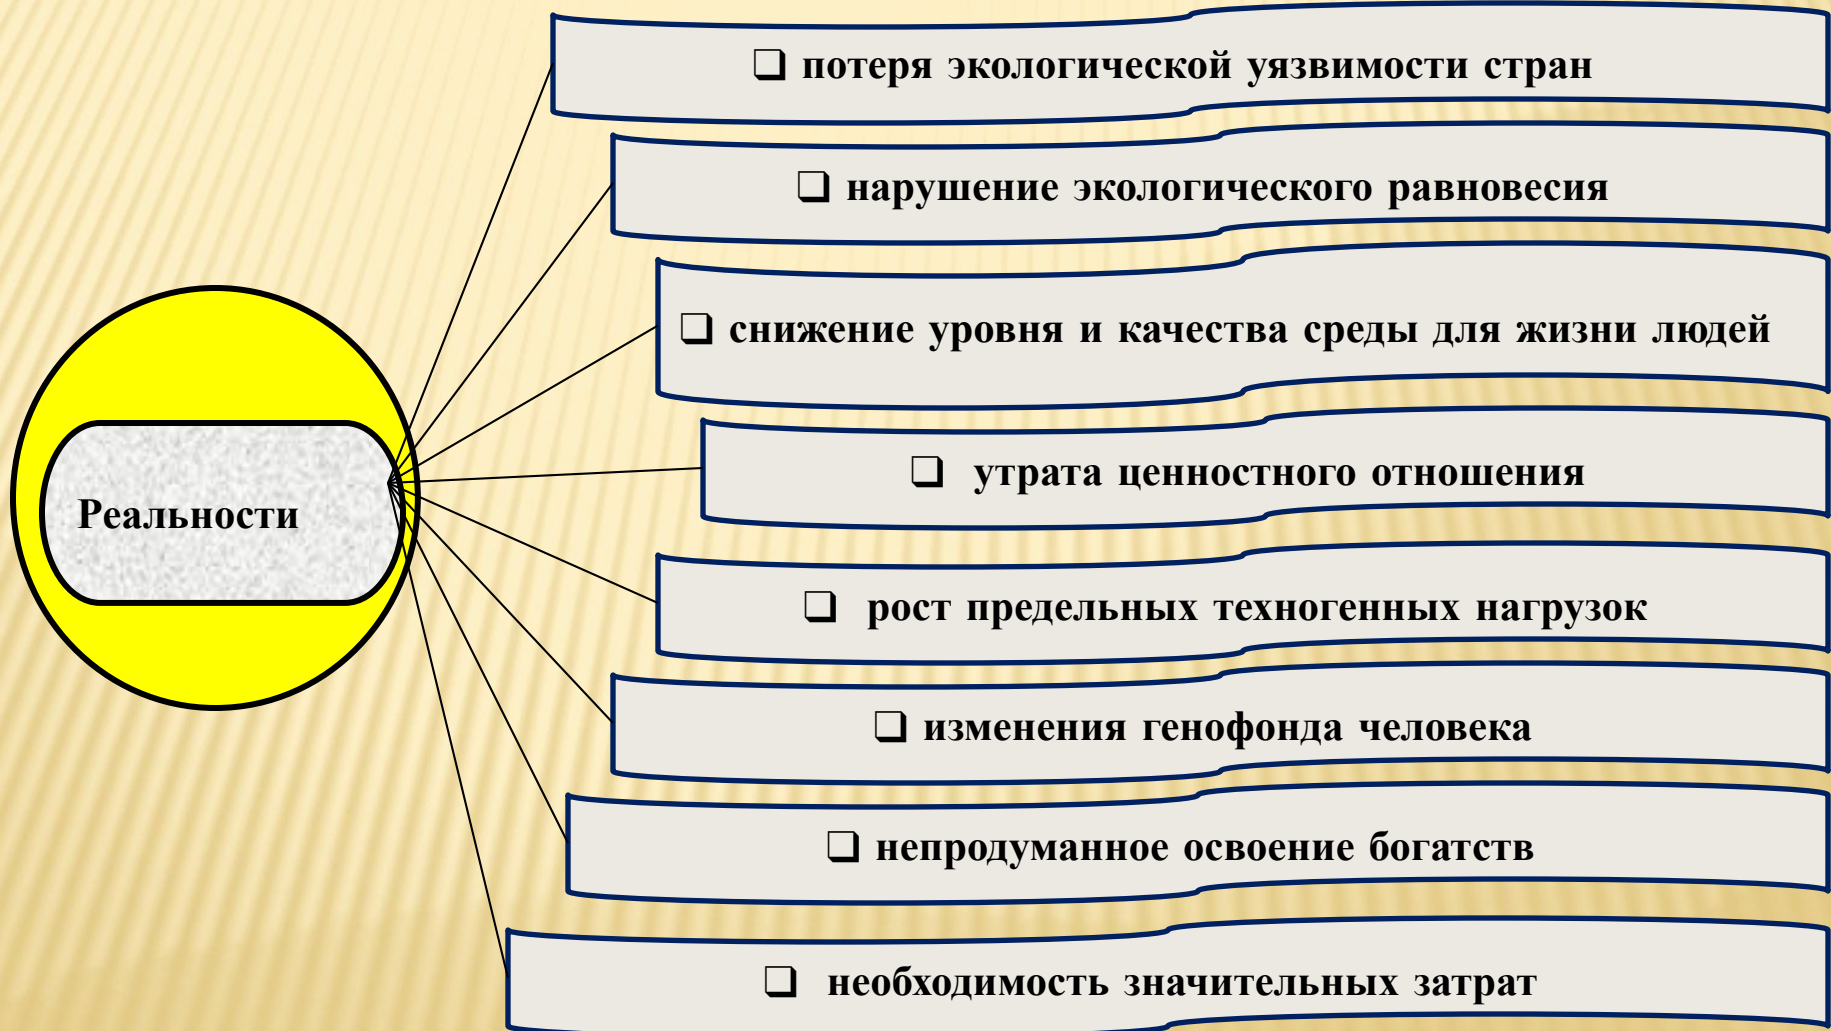 ❑ потеря экологической уязвимости стран
❑ нарушение экологического равновесия
❑ снижение уровня и качества среды для жизни людей
❑ утрата ценностного отношения
Реальности
❑ рост предельных техногенных нагрузок
❑ изменения генофонда человека
❑ непродуманное освоение богатств
❑ необходимость значительных затрат